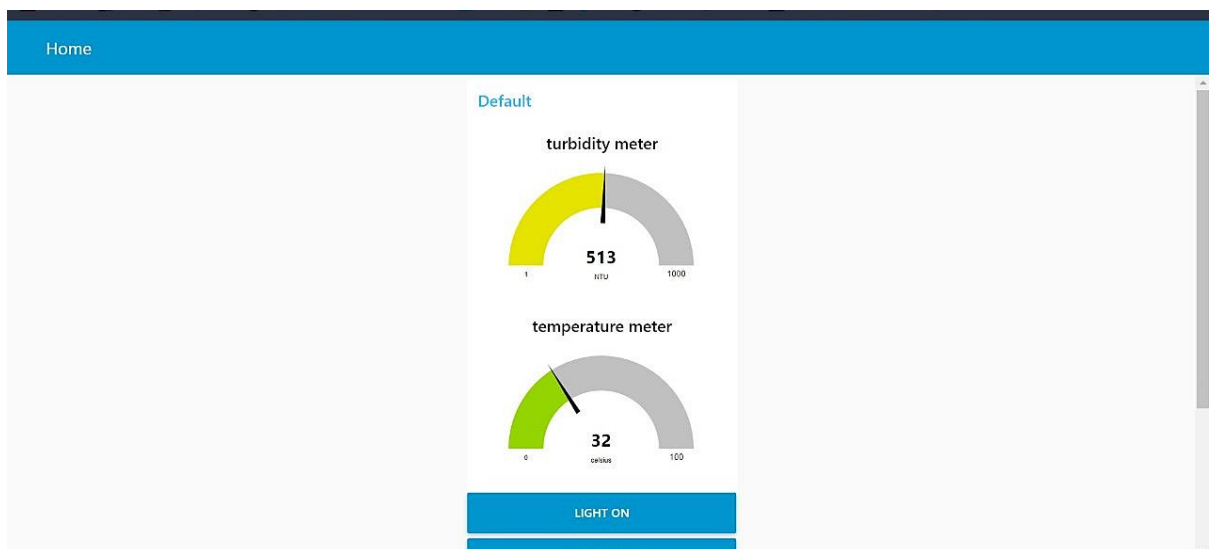 Home
Default
turbidity meter
513
NTU
1
1000
temperature meter
32
celsius
0
100
LIGHT ON